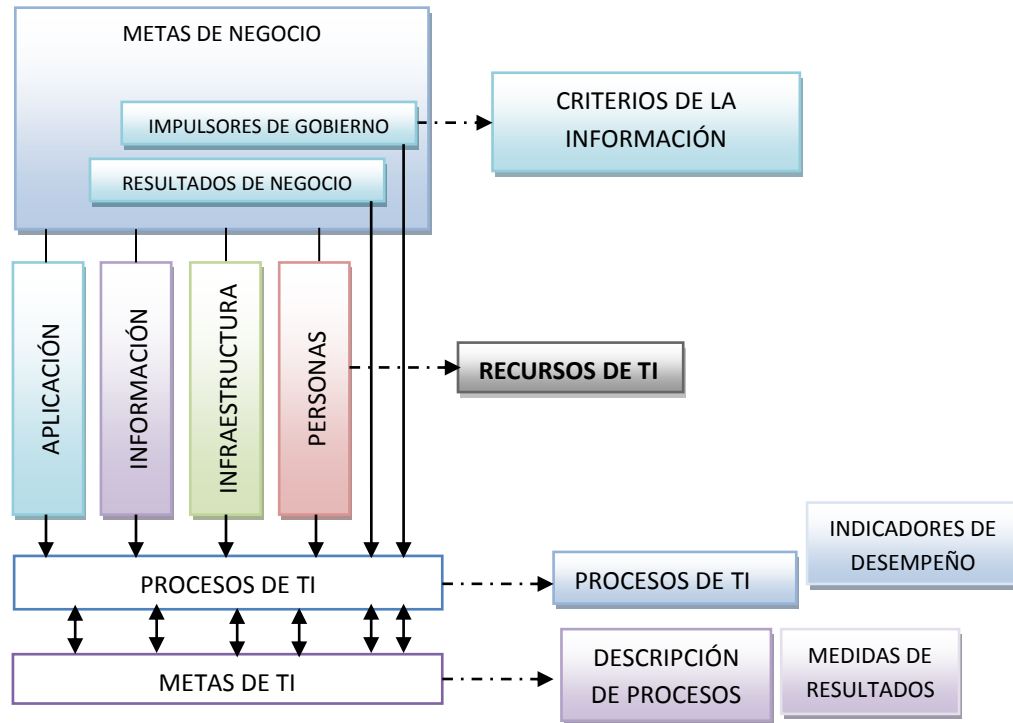 METAS DE NEGOCIO
IMPULSORES DE GOBIERNO
RESULTADOS DE NEGOCIO
CRITERIOS DE LA
INFORMACIÓN
APLICACIÓN
INFORMACIÓN
INFRAESTRUCTURA
PERSONAS
RECURSOS DE TI
PROCESOS DE TI
PROCESOS DE TI
INDICADORES DE
DESEMPEÑO
METAS DE TI
DESCRIPCIÓN
DE PROCESOS
MEDIDAS DE
RESULTADOS